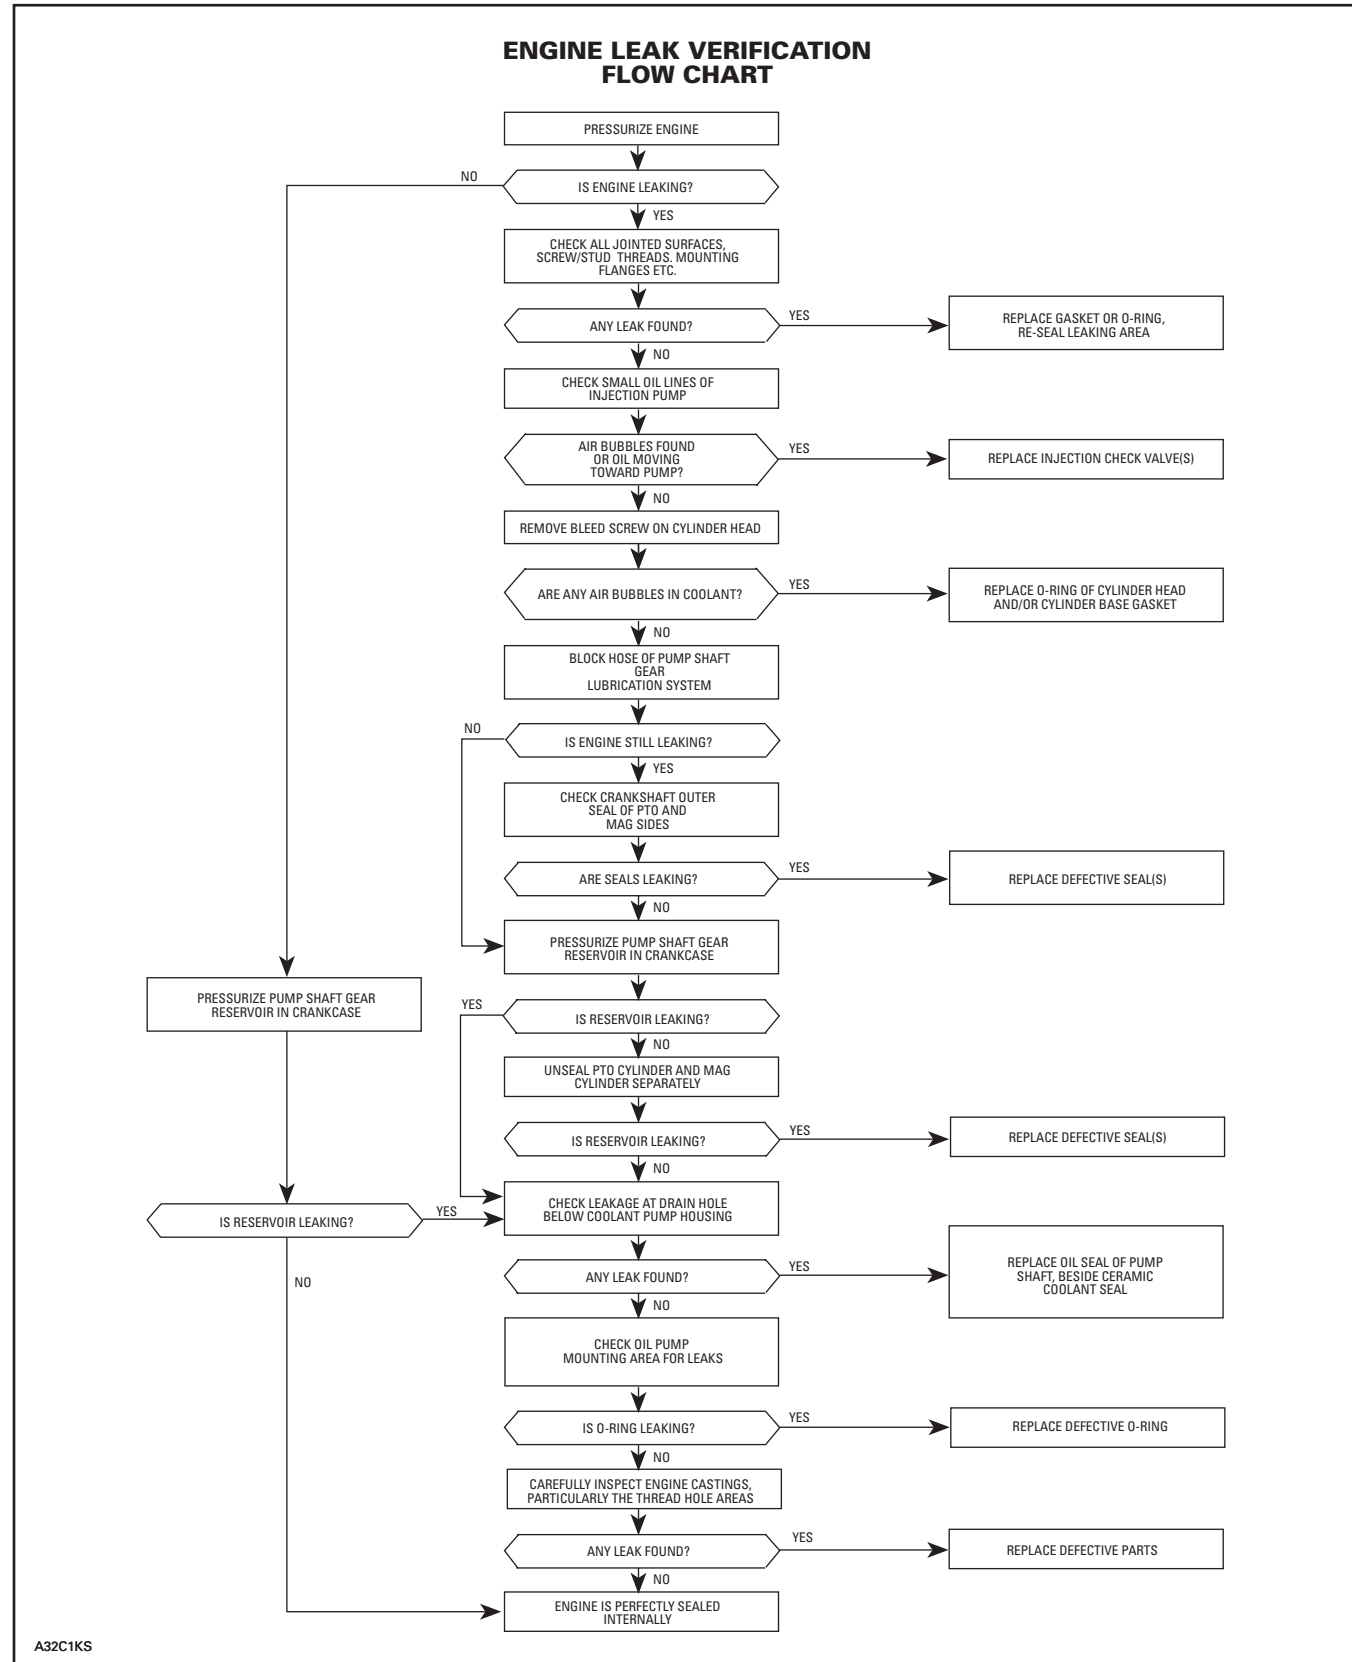 ENGINE LEAK VERIFICATION
FLOW CHART
PRESSURIZE ENGINE
NO
IS ENGINE LEAKING?
YES
CHECK ALL JOINTED SURFACES,
SCREW/STUD THREADS. MOUNTING
FLANGES ETC.
ANY LEAK FOUND?
YES
REPLACE GASKET OR O-RING,
RE-SEAL LEAKING AREA
NO
CHECK SMALL OIL LINES OF
INJECTION PUMP
AIR BUBBLES FOUND
OR OIL MOVING
TOWARD PUMP?
YES
REPLACE INJECTION CHECK VALVE(S)
NO
REMOVE BLEED SCREW ON CYLINDER HEAD
ARE ANY AIR BUBBLES IN COOLANT?
YES
REPLACE O-RING OF CYLINDER HEAD
AND/OR CYLINDER BASE GASKET
NO
BLOCK HOSE OF PUMP SHAFT
GEAR
LUBRICATION SYSTEM
NO
IS ENGINE STILL LEAKING?
YES
CHECK CRANKSHAFT OUTER
SEAL OF PTO AND
MAG SIDES
ARE SEALS LEAKING?
YES
REPLACE DEFECTIVE SEAL(S)
NO
PRESSURIZE PUMP SHAFT GEAR
RESERVOIR IN CRANKCASE
PRESSURIZE PUMP SHAFT GEAR
RESERVOIR IN CRANKCASE
YES
IS RESERVOIR LEAKING?
NO
UNSEAL PTO CYLINDER AND MAG
CYLINDER SEPARATELY
IS RESERVOIR LEAKING?
YES
REPLACE DEFECTIVE SEAL(S)
NO
CHECK LEAKAGE AT DRAIN HOLE
BELOW COOLANT PUMP HOUSING
IS RESERVOIR LEAKING?
YES
NO
ANY LEAK FOUND?
YES
REPLACE OIL SEAL OF PUMP
SHAFT, BESIDE CERAMIC
COOLANT SEAL
NO
CHECK OIL PUMP
MOUNTING AREA FOR LEAKS
IS O-RING LEAKING?
YES
REPLACE DEFECTIVE O-RING
NO
CAREFULLY INSPECT ENGINE CASTINGS,
PARTICULARLY THE THREAD HOLE AREAS
ANY LEAK FOUND?
YES
REPLACE DEFECTIVE PARTS
NO
ENGINE IS PERFECTLY SEALED
INTERNALLY
A32C1KS